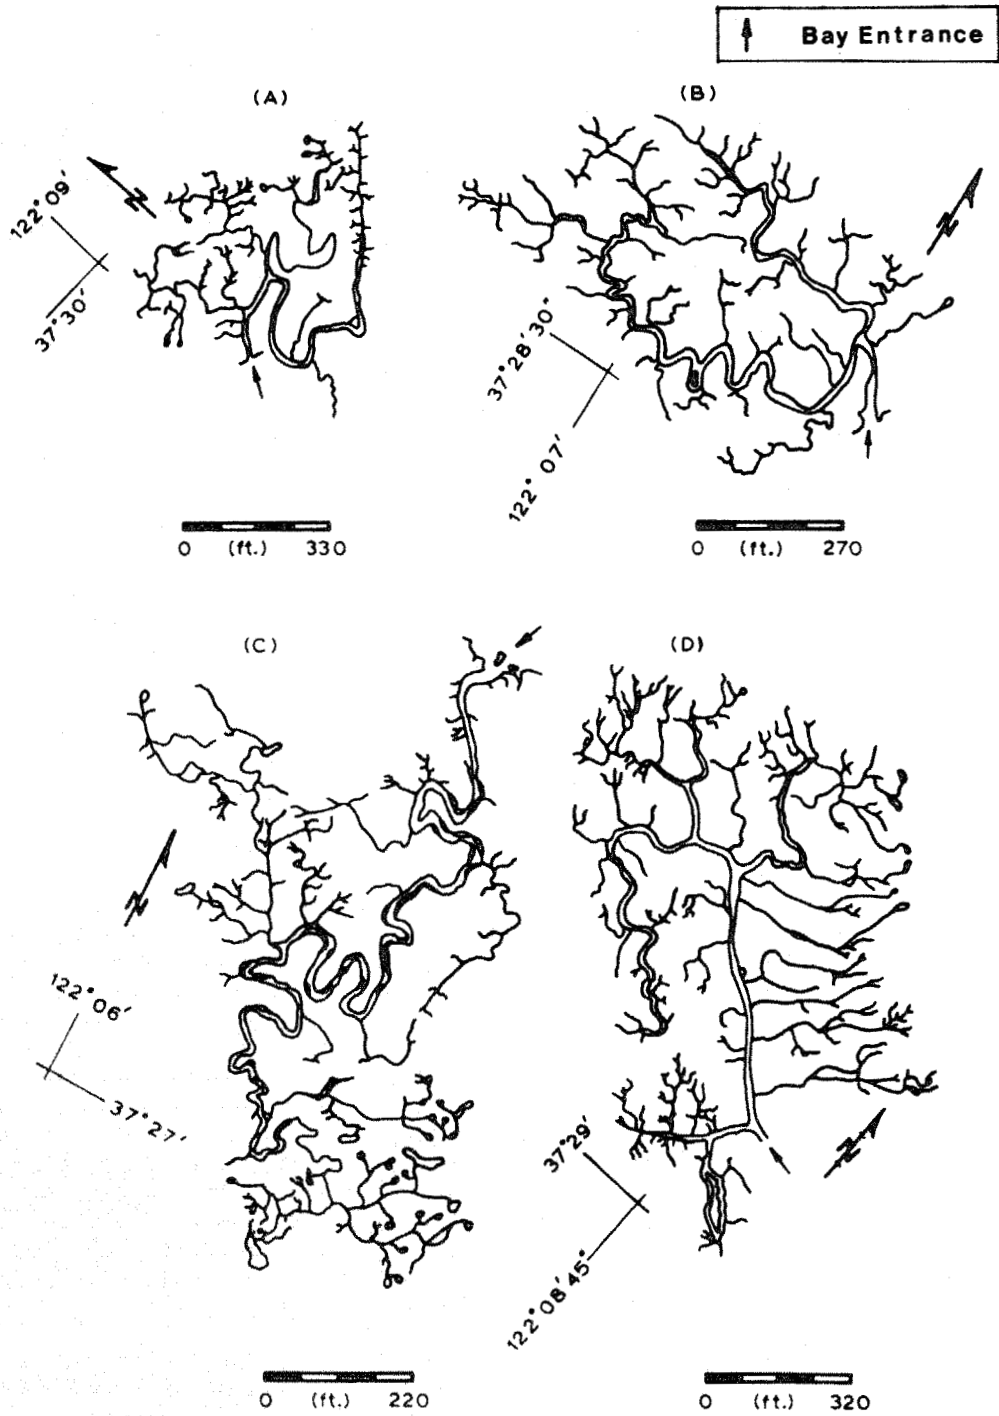 Bay Entrance
(A)
(B)
N
122°09'
37°30'
N
37°28'30"
122° 07'
0 (ft.) 330
0 (ft.) 270
(C)
(D)
N
122°06'
37°27'
N
37°29'
122°08'45"
0 (ft.) 220
0 (ft.) 320